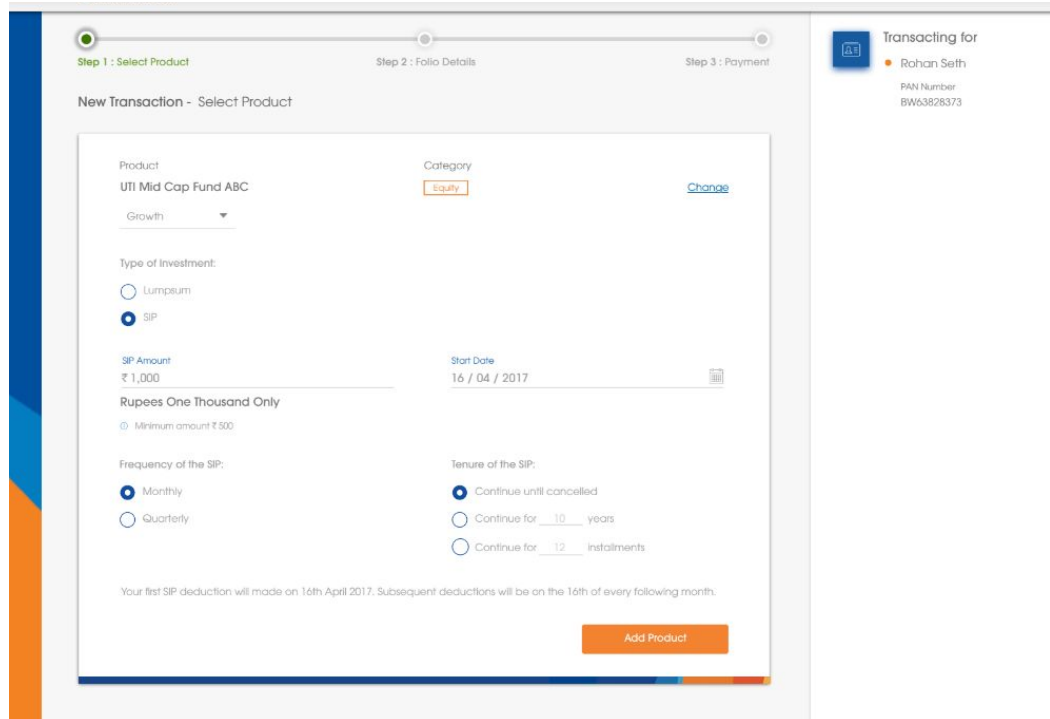 Step 1 : Select Product
Step 2 : Folio Details
Step 3 : Payment
New Transaction - Select Product
Product
UTI Mid Cap Fund ABC
Category
Equity
Change
Growth
Type of Investment:
Lumpsum
SIP
SIP Amount
₹ 1,000
Start Date
16 / 04 / 2017
Rupees One Thousand Only
Minimum amount ₹ 500
Frequency of the SIP:
Monthly
Quarterly
Tenure of the SIP:
Continue until cancelled
Continue for 10 years
Continue for 12 instalments
Your first SIP deduction will made on 16th April 2017. Subsequent deductions will be on the 16th of every following month.
Add Product
Transacting for
Rohan Seth
PAN Number
BW63828373